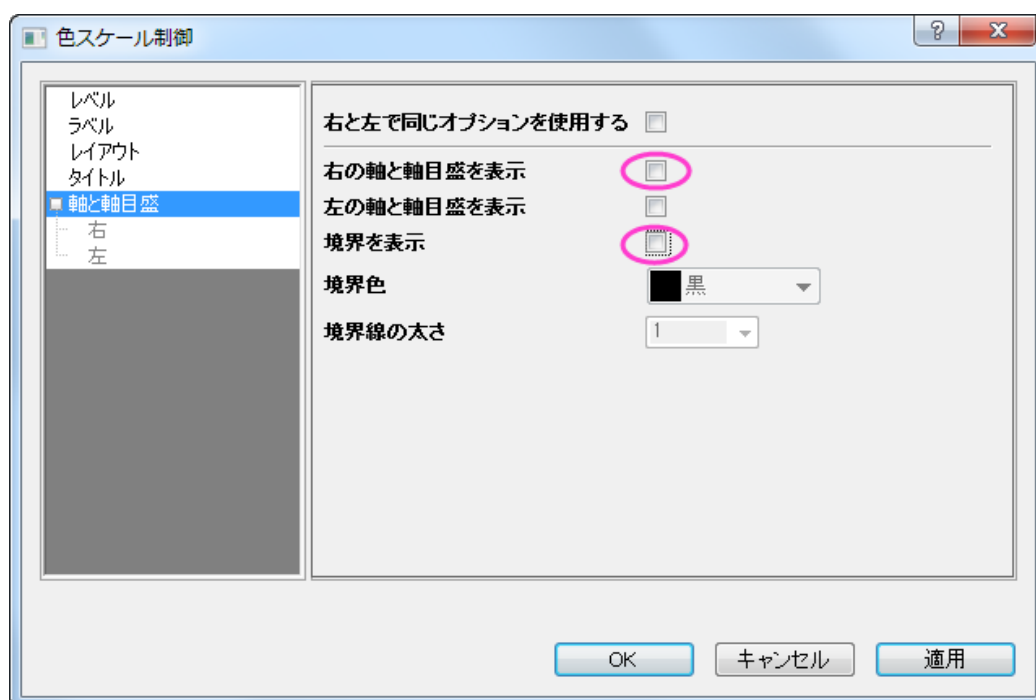 色スケール制御
レベル
ラベル
レイアウト
タイトル
軸と軸目盛
右
左
右と左で同じオプションを使用する
右の軸と軸目盛を表示
左の軸と軸目盛を表示
境界を表示
境界色 黒
境界線の太さ 1
OK キャンセル 適用